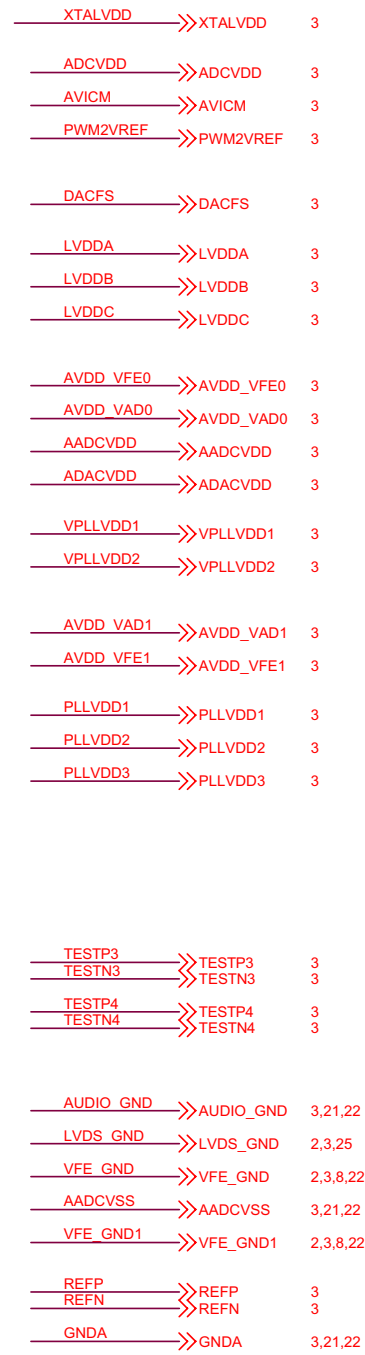 XTALVDD XTALVDD 3
ADCVDD ADCVDD 3
AVICM AVICM 3
PWM2VREF PWM2VREF 3
DACFS DACFS 3
LVDDA LVDDA 3
LVDDB LVDDB 3
LVDDC LVDDC 3
AVDD_VFE0 AVDD_VFE0 3
AVDD_VAD0 AVDD_VAD0 3
AADCVDD AADCVDD 3
ADACVDD ADACVDD 3
VPLLVDD1 VPLLVDD1 3
VPLLVDD2 VPLLVDD2 3
AVDD_VAD1 AVDD_VAD1 3
AVDD_VFE1 AVDD_VFE1 3
PLLVDD1 PLLVDD1 3
PLLVDD2 PLLVDD2 3
PLLVDD3 PLLVDD3 3
TESTP3 TESTP3 3
TESTN3 TESTN3 3
TESTP4 TESTP4 3
TESTN4 TESTN4 3
AUDIO_GND AUDIO_GND 3,21,22
LVDS_GND LVDS_GND 2,3,25
VFE_GND VFE_GND 2,3,8,22
AADCVSS AADCVSS 3,21,22
VFE_GND1 VFE_GND1 2,3,8,22
REFP REFP 3
REFN REFN 3
GNDA GNDA 3,21,22